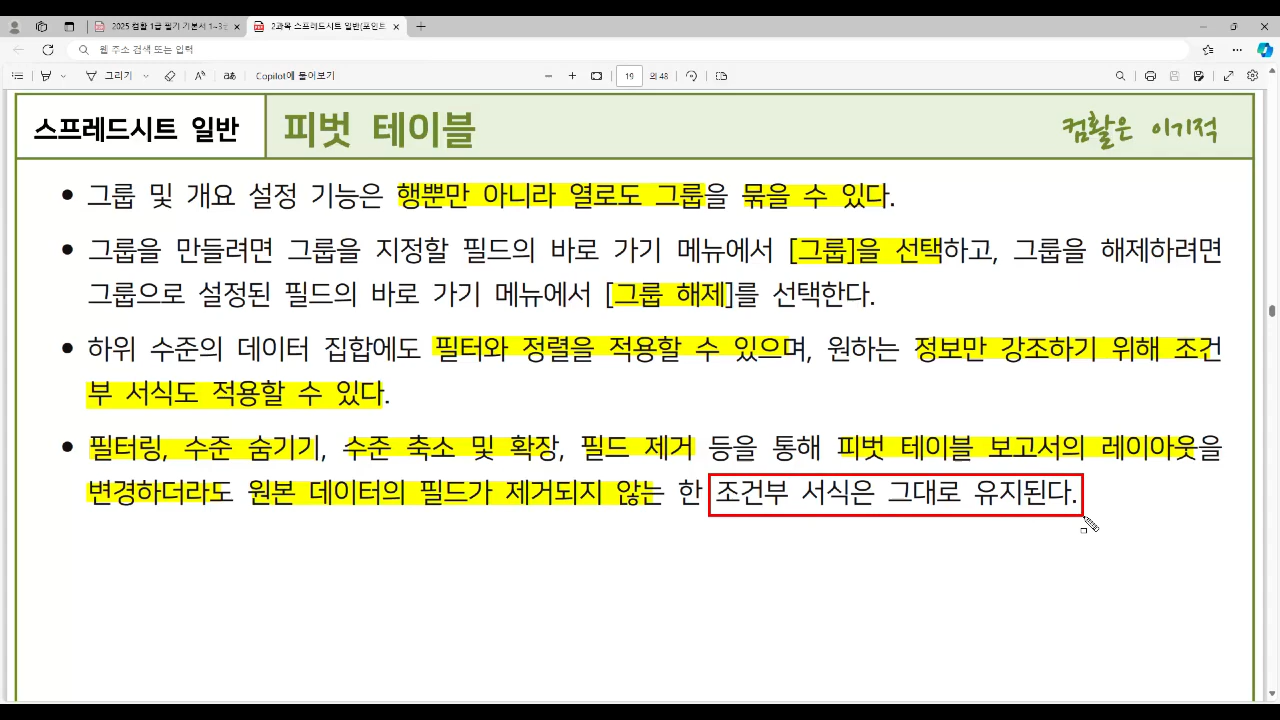 2025 컴활 1급 필기 기본서 1~3
2과목 스프레드시트 일반(포인트
웹 주소 검색 또는 입력
그리기
Copilot에 물어보기
19 의 48
스프레드시트 일반
피벗 테이블
컴활은 이기적
• 그룹 및 개요 설정 기능은 행뿐만 아니라 열로도 그룹을 묶을 수 있다.
• 그룹을 만들려면 그룹을 지정할 필드의 바로 가기 메뉴에서 [그룹]을 선택하고, 그룹을 해제하려면
그룹으로 설정된 필드의 바로 가기 메뉴에서 [그룹 해제]를 선택한다.
• 하위 수준의 데이터 집합에도 필터와 정렬을 적용할 수 있으며, 원하는 정보만 강조하기 위해 조건
부 서식도 적용할 수 있다.
• 필터링, 수준 숨기기, 수준 축소 및 확장, 필드 제거 등을 통해 피벗 테이블 보고서의 레이아웃을
변경하더라도 원본 데이터의 필드가 제거되지 않는 한 조건부 서식은 그대로 유지된다.